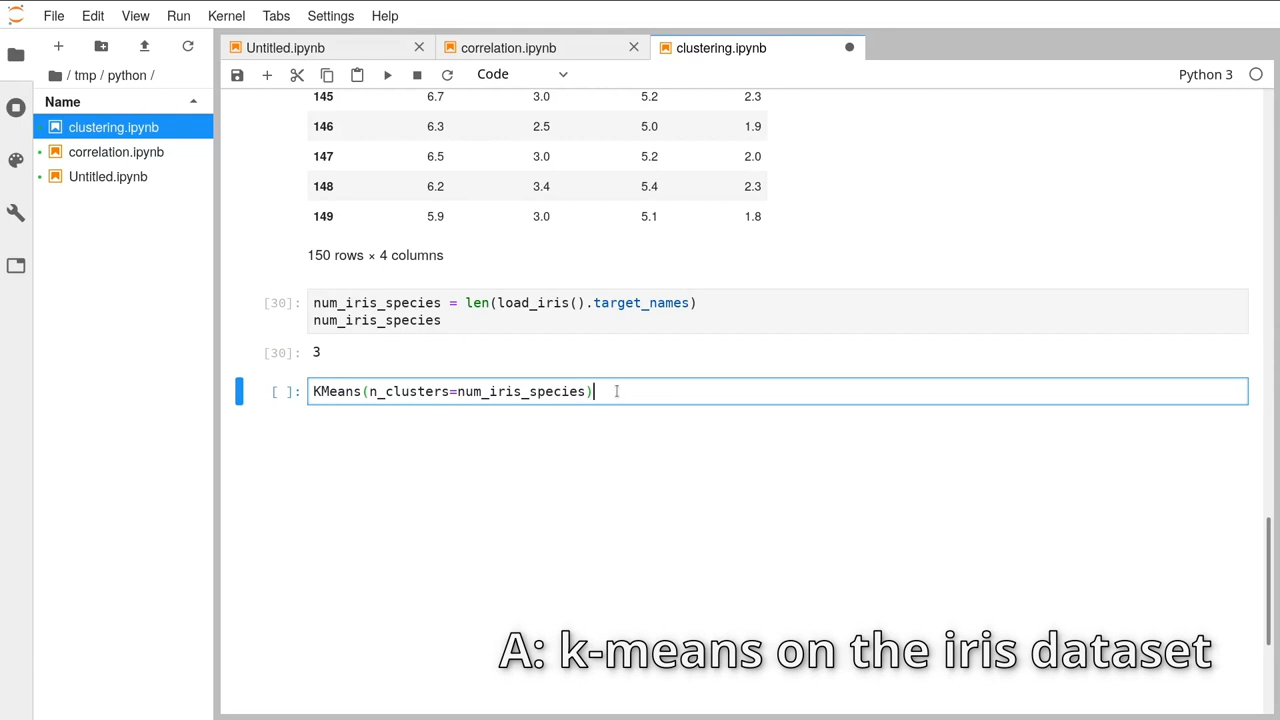 File Edit View Run Kernel Tabs Settings Help
Untitled.ipynb correlation.ipynb clustering.ipynb
/ tmp / python /
Code Python 3
Name
clustering.ipynb
correlation.ipynb
Untitled.ipynb
145 6.7 3.0 5.2 2.3
146 6.3 2.5 5.0 1.9
147 6.5 3.0 5.2 2.0
148 6.2 3.4 5.4 2.3
149 5.9 3.0 5.1 1.8
150 rows × 4 columns
[30]: num_iris_species = len(load_iris().target_names)
num_iris_species
[30]: 3
[ ]: KMeans(n_clusters=num_iris_species)
A: k-means on the iris dataset